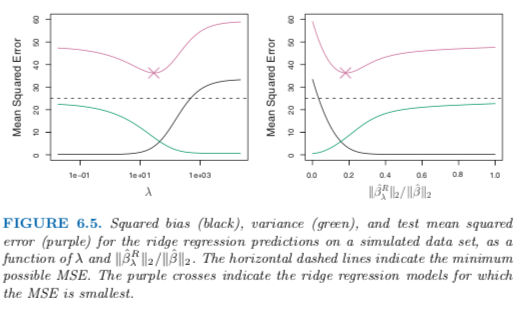 Mean Squared Error
0 10 20 30 40 50 60
1e−01 1e+01 1e+03
λ
Mean Squared Error
0 10 20 30 40 50 60
0.0 0.2 0.4 0.6 0.8 1.0
‖β̂λᴿ‖₂/‖β̂‖₂
FIGURE 6.5. Squared bias (black), variance (green), and test mean squared
error (purple) for the ridge regression predictions on a simulated data set, as a
function of λ and ‖β̂λᴿ‖₂/‖β̂‖₂. The horizontal dashed lines indicate the minimum
possible MSE. The purple crosses indicate the ridge regression models for which
the MSE is smallest.